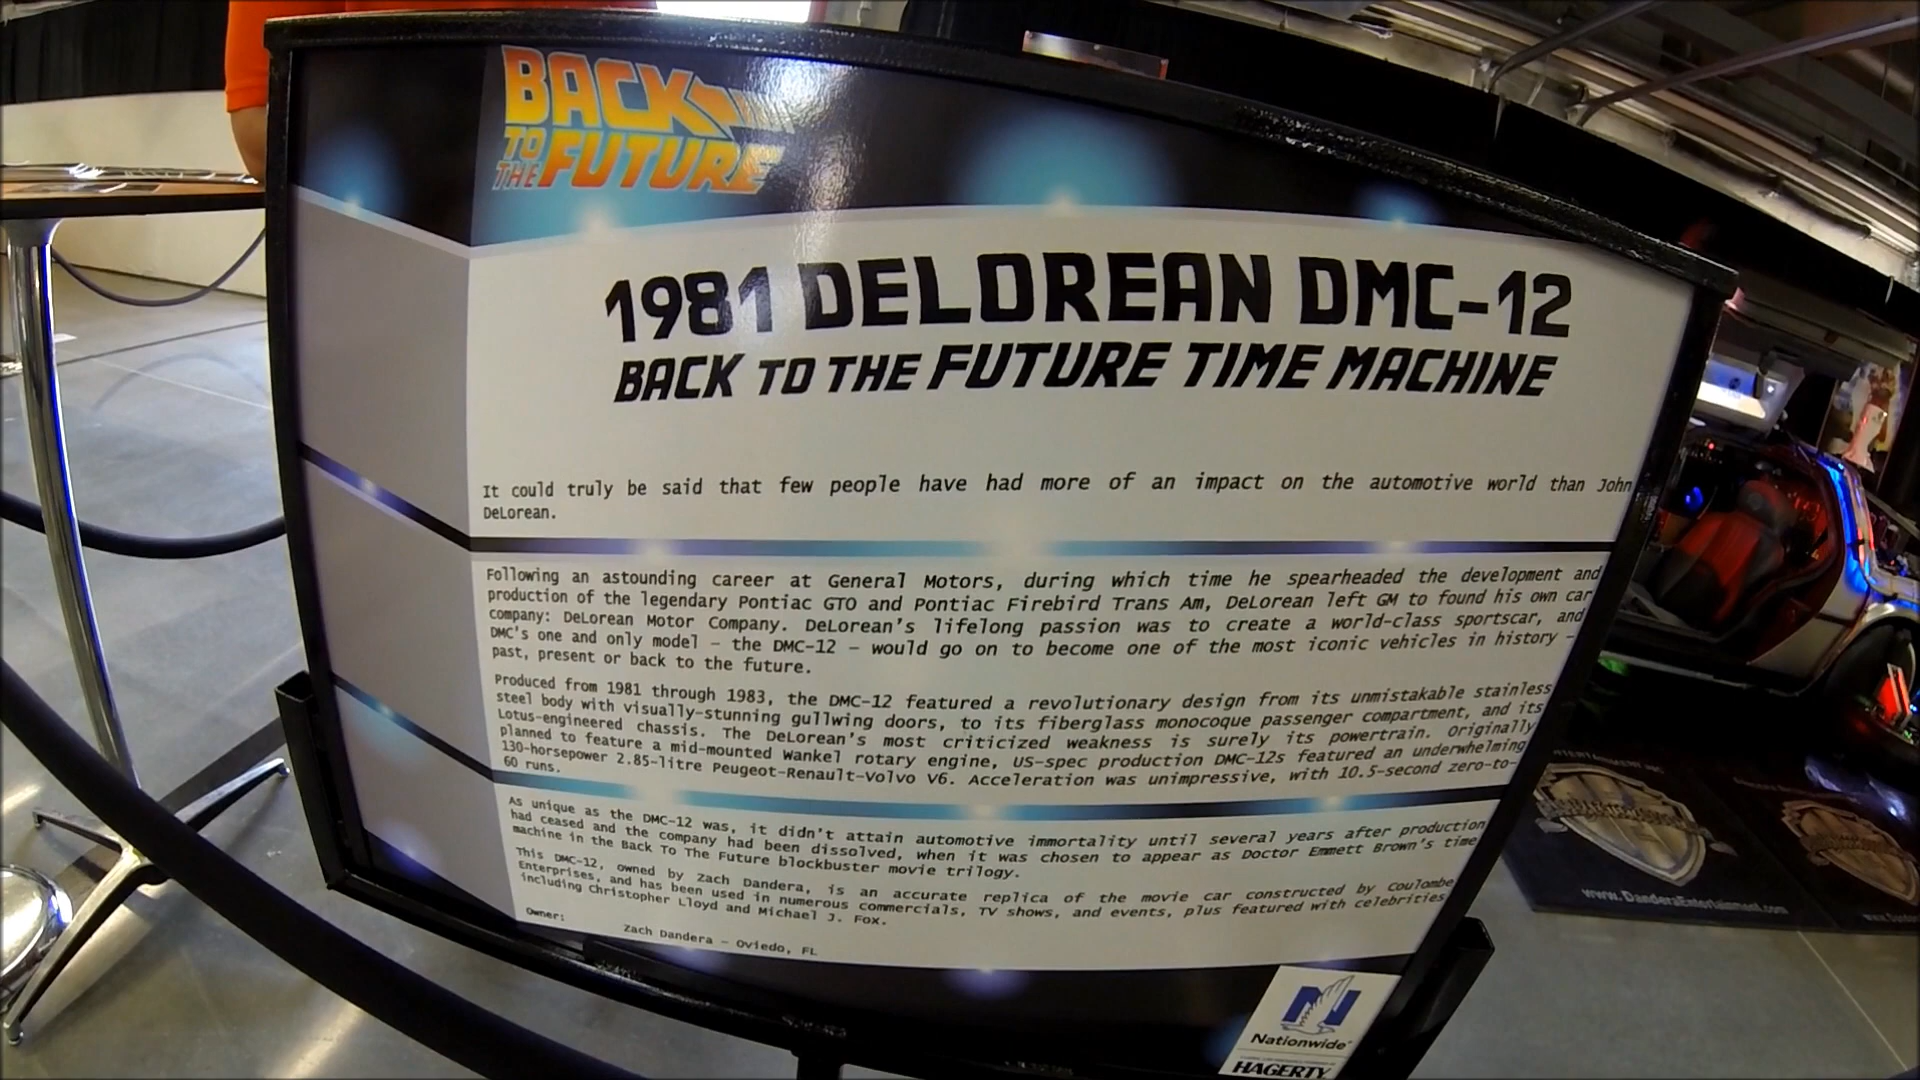 BACK
TO
THE FUTURE
1981 DELOREAN DMC-12
BACK TO THE FUTURE TIME MACHINE
It could truly be said that few people have had more of an impact on the automotive world than John
DeLorean.
Following an astounding career at General Motors, during which time he spearheaded the development and
production of the legendary Pontiac GTO and Pontiac Firebird Trans Am, DeLorean left GM to found his own car
company: DeLorean Motor Company. DeLorean's lifelong passion was to create a world-class sportscar, and
DMC's one and only model – the DMC-12 – would go on to become one of the most iconic vehicles in history –
past, present or back to the future.
Produced from 1981 through 1983, the DMC-12 featured a revolutionary design from its unmistakable stainless
steel body with visually-stunning gullwing doors, to its fiberglass monocoque passenger compartment, and its
Lotus-engineered chassis. The DeLorean's most criticized weakness is surely its powertrain. Originally
planned to feature a mid-mounted Wankel rotary engine, US-spec production DMC-12s featured an underwhelming
130-horsepower 2.85-litre Peugeot-Renault-Volvo V6. Acceleration was unimpressive, with 10.5-second zero-to-
60 runs.
As unique as the DMC-12 was, it didn't attain automotive immortality until several years after production
had ceased and the company had been dissolved, when it was chosen to appear as Doctor Emmett Brown's time
machine in the Back To The Future blockbuster movie trilogy.
This DMC-12, owned by Zach Dandera, is an accurate replica of the movie car constructed by Coulombe
Enterprises, and has been used in numerous commercials, TV shows, and events, plus featured with celebrities
including Christopher Lloyd and Michael J. Fox.
Owner:
Zach Dandera – Oviedo, FL
N
Nationwide
HAGERTY
www.DanderaEntertainment.com